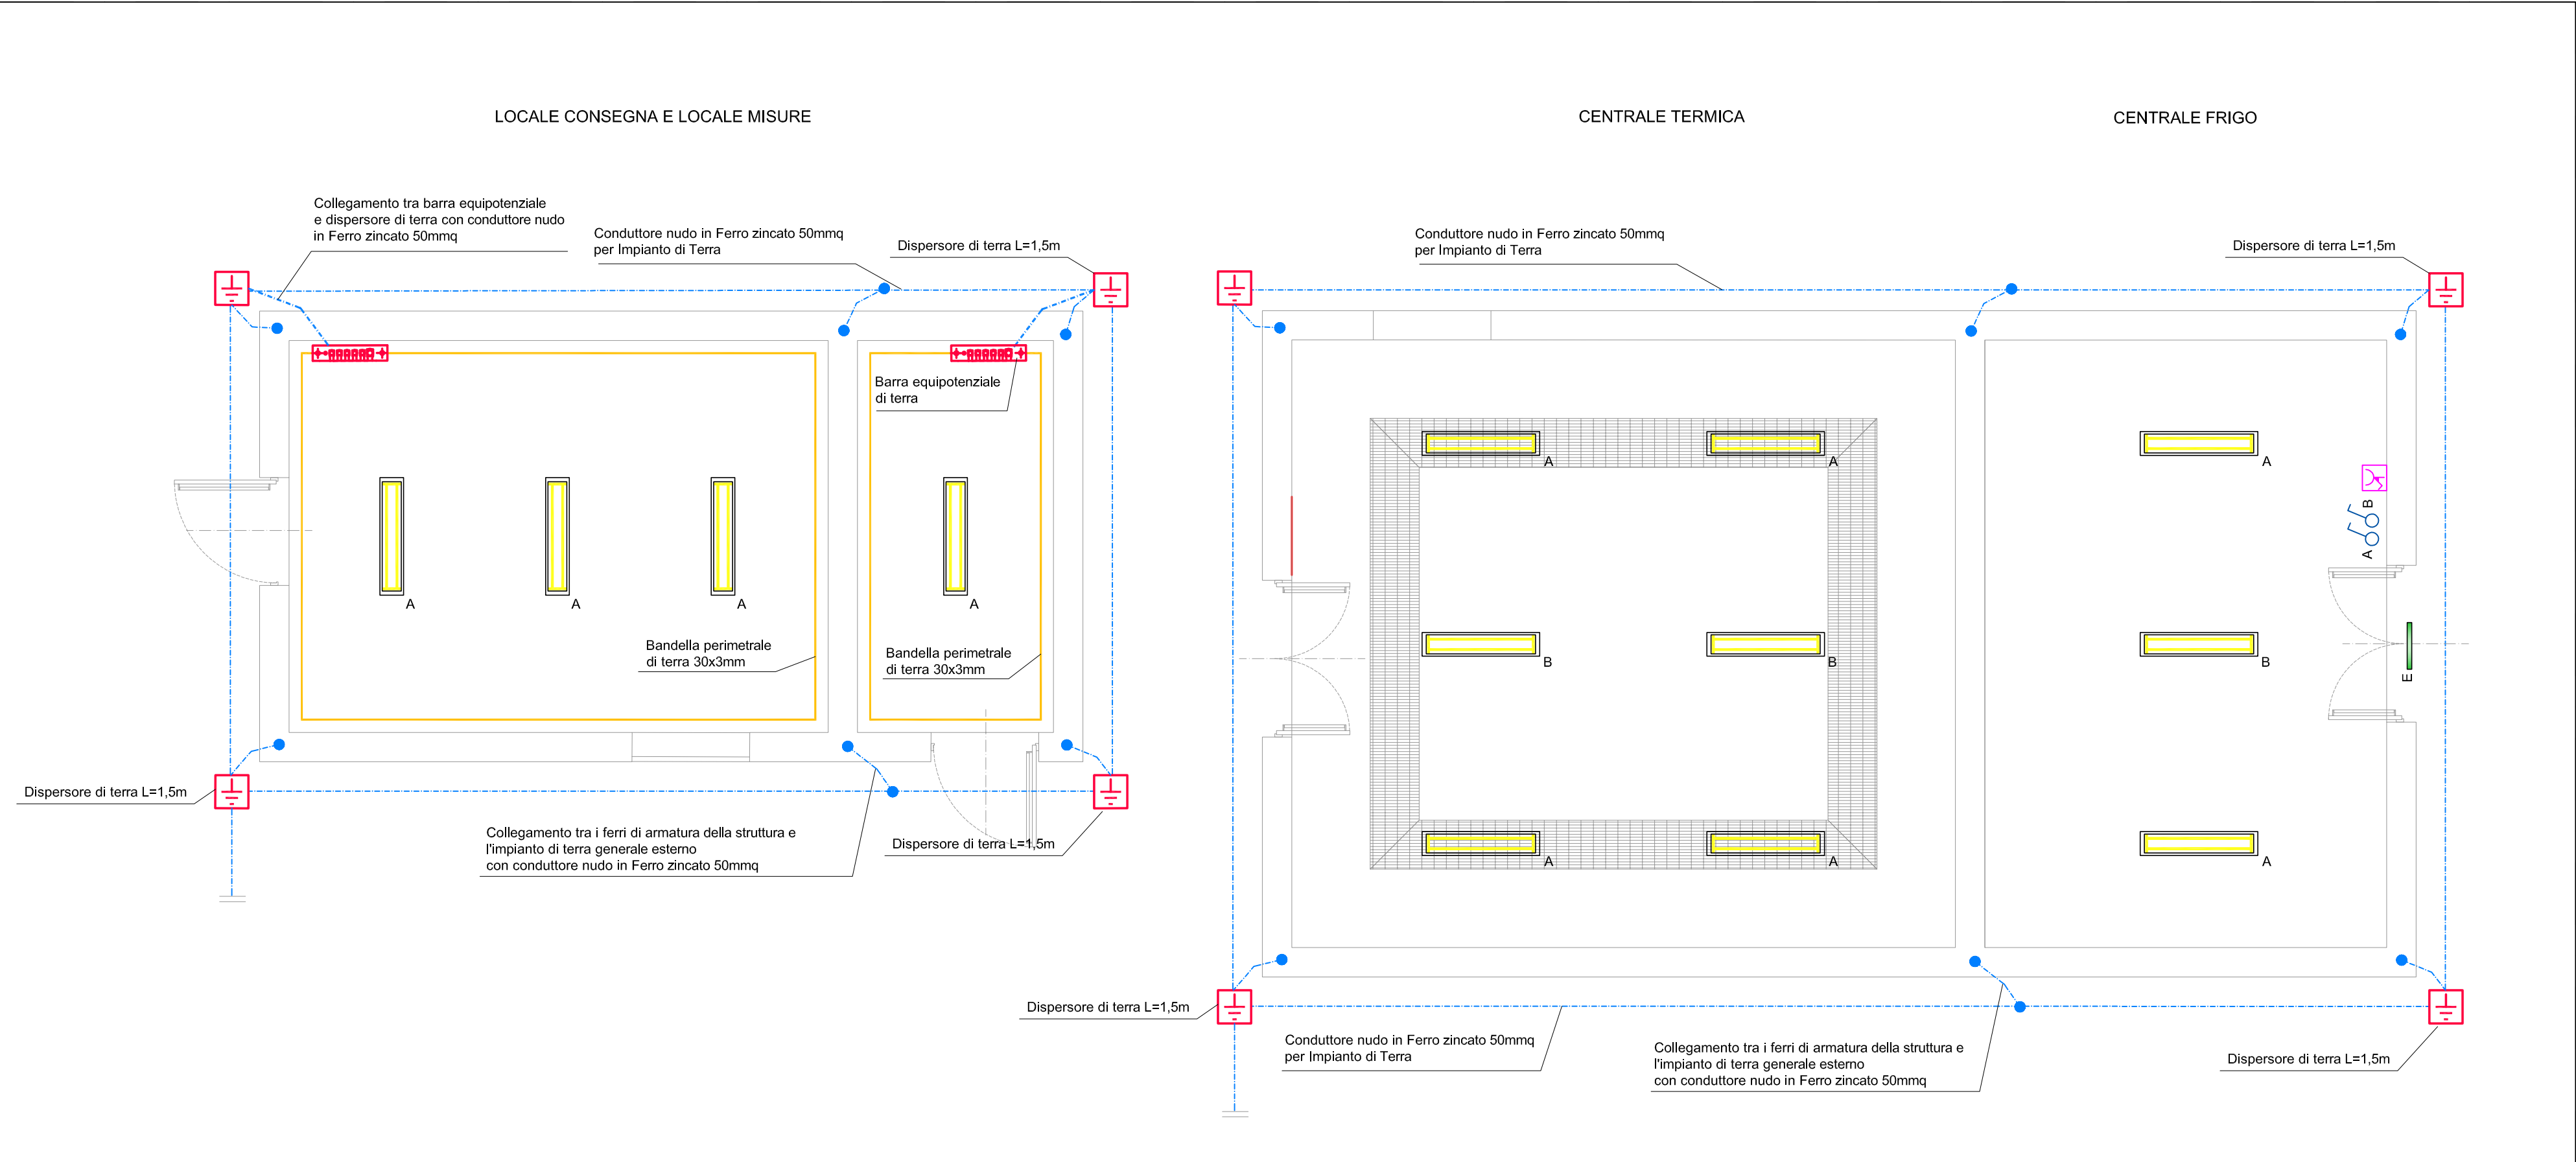 LOCALE CONSEGNA E LOCALE MISURE
CENTRALE TERMICA
CENTRALE FRIGO
Collegamento tra barra equipotenziale
e dispersore di terra con conduttore nudo
in Ferro zincato 50mmq
Conduttore nudo in Ferro zincato 50mmq
per Impianto di Terra
Dispersore di terra L=1,5m
Conduttore nudo in Ferro zincato 50mmq
per Impianto di Terra
Dispersore di terra L=1,5m
Barra equipotenziale
di terra
A
A
A
A
Bandella perimetrale
di terra 30x3mm
Bandella perimetrale
di terra 30x3mm
A
A
A
B
A
B
B
B
E
A
A
A
Dispersore di terra L=1,5m
Collegamento tra i ferri di armatura della struttura e
l'impianto di terra generale esterno
con conduttore nudo in Ferro zincato 50mmq
Dispersore di terra L=1,5m
Dispersore di terra L=1,5m
Conduttore nudo in Ferro zincato 50mmq
per Impianto di Terra
Collegamento tra i ferri di armatura della struttura e
l'impianto di terra generale esterno
con conduttore nudo in Ferro zincato 50mmq
Dispersore di terra L=1,5m